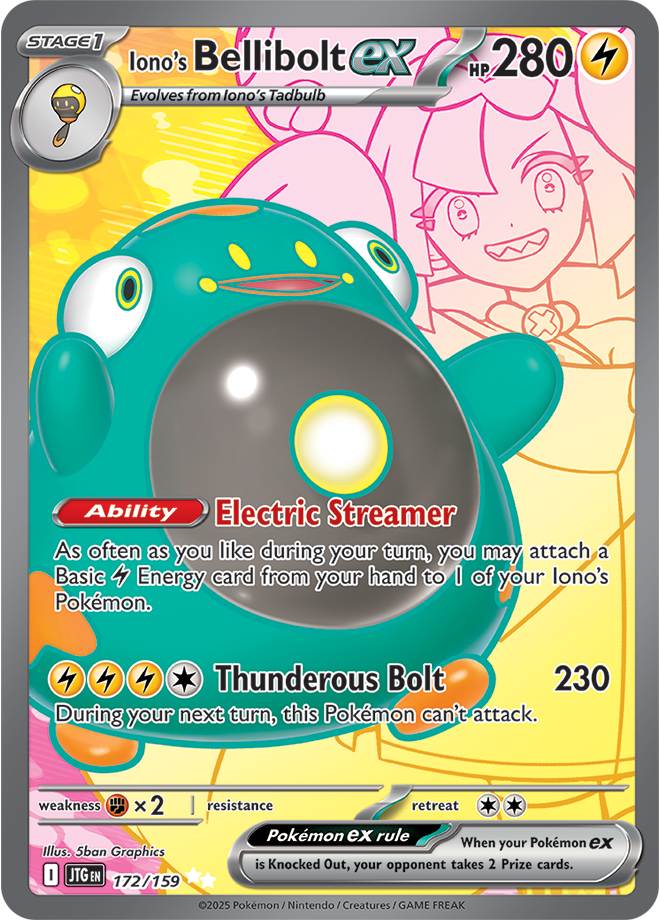 STAGE 1
Iono's Bellibolt ex HP 280
Evolves from Iono's Tadbulb
Ability Electric Streamer
As often as you like during your turn, you may attach a
Basic Energy card from your hand to 1 of your Iono's
Pokémon.
Thunderous Bolt 230
During your next turn, this Pokémon can't attack.
weakness ×2 resistance retreat
Pokémon ex rule When your Pokémon ex
is Knocked Out, your opponent takes 2 Prize cards.
Illus. 5ban Graphics
I JTG EN 172/159
©2025 Pokémon / Nintendo / Creatures / GAME FREAK